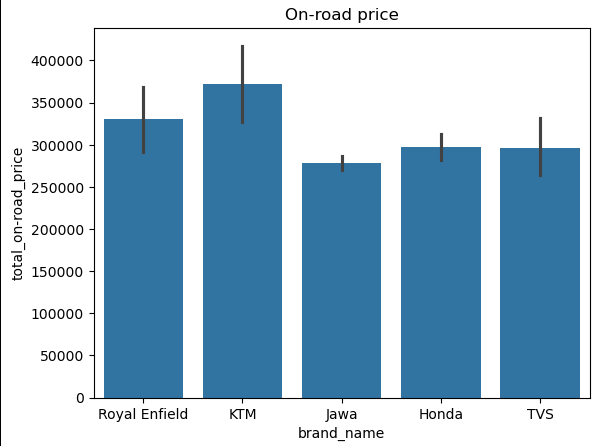 On-road price
total_on-road_price
400000
350000
300000
250000
200000
150000
100000
50000
0
Royal Enfield KTM Jawa Honda TVS
brand_name